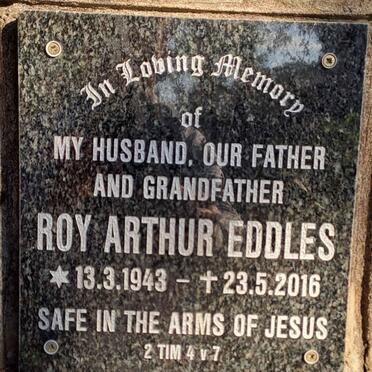 In Loving Memory
of
MY HUSBAND, OUR FATHER
AND GRANDFATHER
ROY ARTHUR EDDLES
✶ 13.3.1943 – ✝ 23.5.2016
SAFE IN THE ARMS OF JESUS
2 TIM 4 v 7